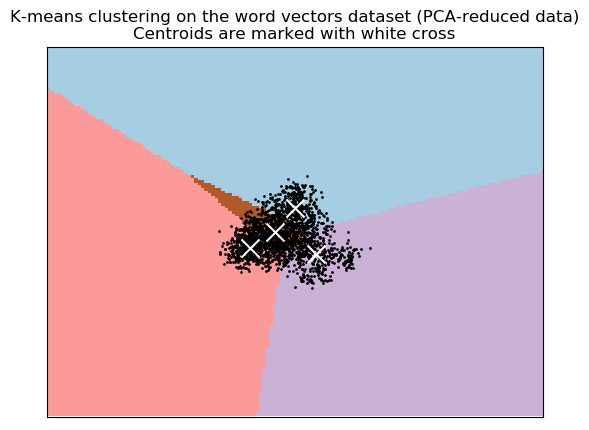 K-means clustering on the word vectors dataset (PCA-reduced data)
Centroids are marked with white cross